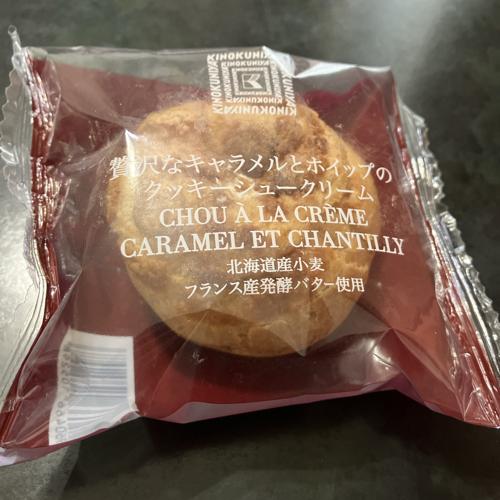 KINOKUNIYA
KINOKUNIYA
贅沢なキャラメルとホイップの
クッキーシュークリーム
CHOU À LA CRÈME
CARAMEL ET CHANTILLY
北海道産小麦
フランス産発酵バター使用